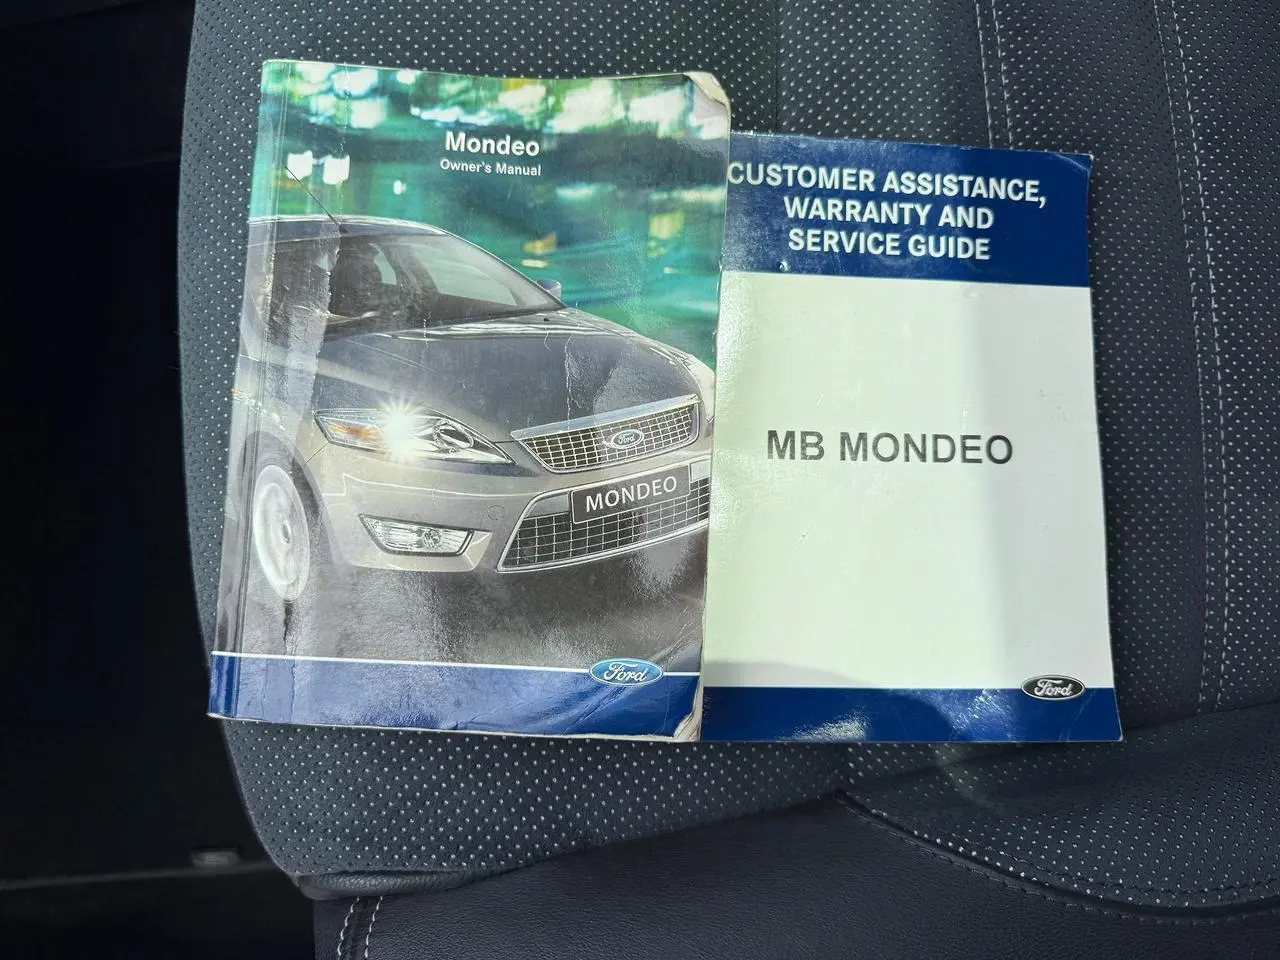 Mondeo
Owner's Manual
Ford
MONDEO
Ford
CUSTOMER ASSISTANCE,
WARRANTY AND
SERVICE GUIDE
MB MONDEO
Ford